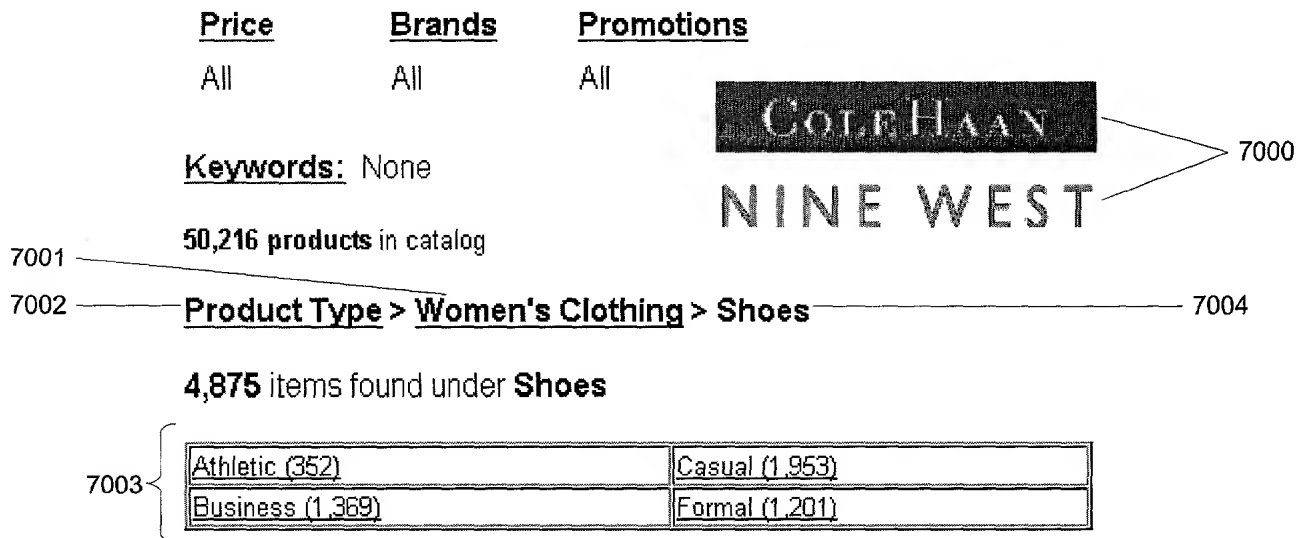 Price Brands Promotions
All All All
COLE HAAN
7000
Keywords: None
NINE WEST
50,216 products in catalog
7001
7002 Product Type > Women's Clothing > Shoes 7004
4,875 items found under Shoes
7003
Athletic (352) Casual (1,953)
Business (1,369) Formal (1,201)